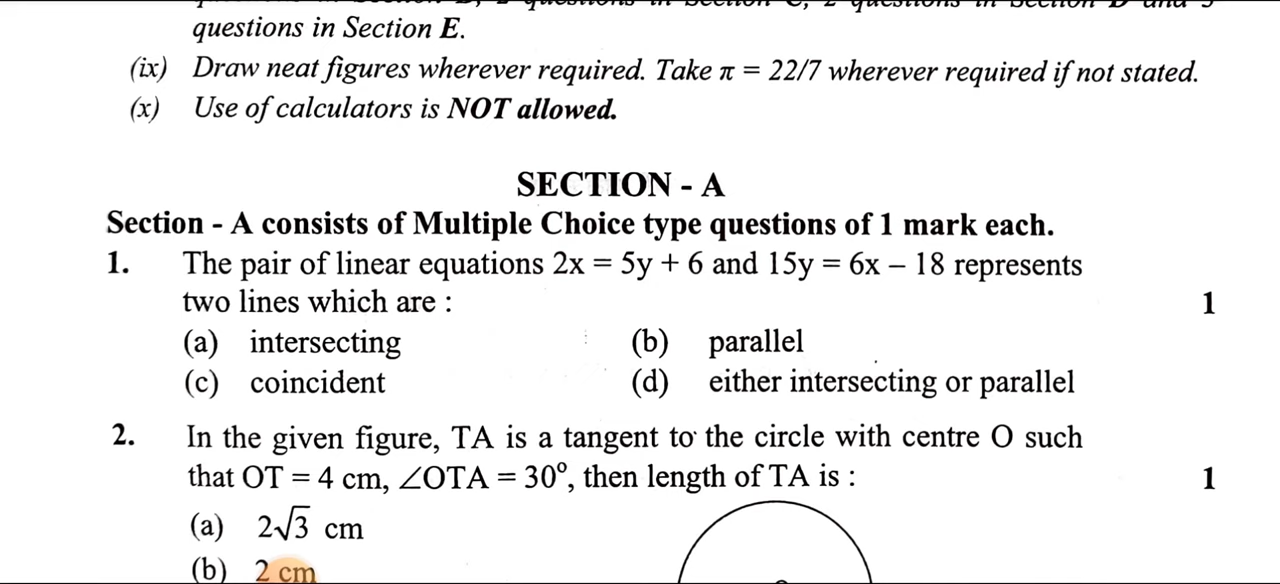 questions in Section E.
(ix) Draw neat figures wherever required. Take π = 22/7 wherever required if not stated.
(x) Use of calculators is NOT allowed.
SECTION - A
Section - A consists of Multiple Choice type questions of 1 mark each.
1. The pair of linear equations 2x = 5y + 6 and 15y = 6x – 18 represents
two lines which are : 1
(a) intersecting (b) parallel
(c) coincident (d) either intersecting or parallel
2. In the given figure, TA is a tangent to the circle with centre O such
that OT = 4 cm, ∠OTA = 30°, then length of TA is : 1
(a) 2√3 cm
(b) 2 cm